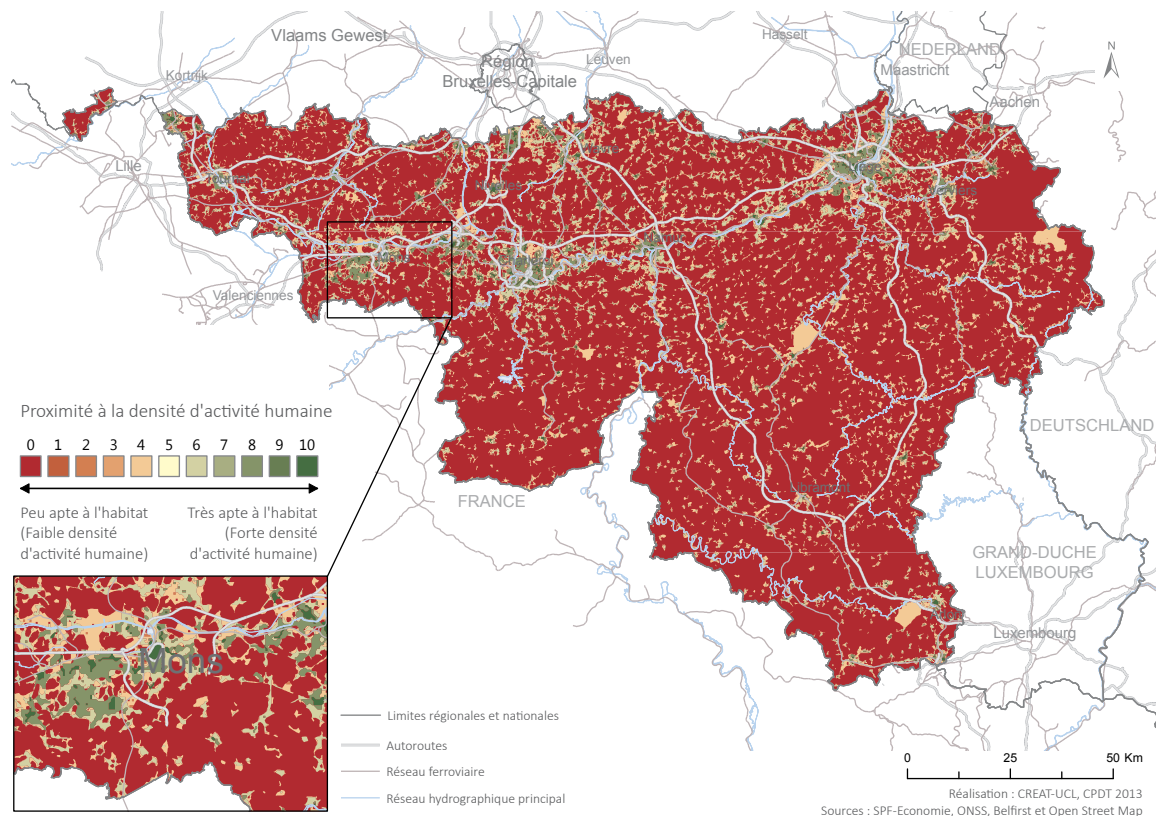 Vlaams Gewest
Hasselt
NEDERLAND
Région
Bruxelles-Capitale
Leuven
Maastricht
Kortrijk
Aachen
N
Lille
Valenciennes
Proximité à la densité d'activité humaine
0 1 2 3 4 5 6 7 8 9 10
Peu apte à l'habitat
(Faible densité
d'activité humaine)
Très apte à l'habitat
(Forte densité
d'activité humaine)
FRANCE
DEUTSCHLAND
Libramont
GRAND-DUCHE
LUXEMBOURG
Luxembourg
Mons
Limites régionales et nationales
Autoroutes
Réseau ferroviaire
Réseau hydrographique principal
0 25 50 Km
Réalisation : CREAT-UCL, CPDT 2013
Sources : SPF-Economie, ONSS, Belfirst et Open Street Map